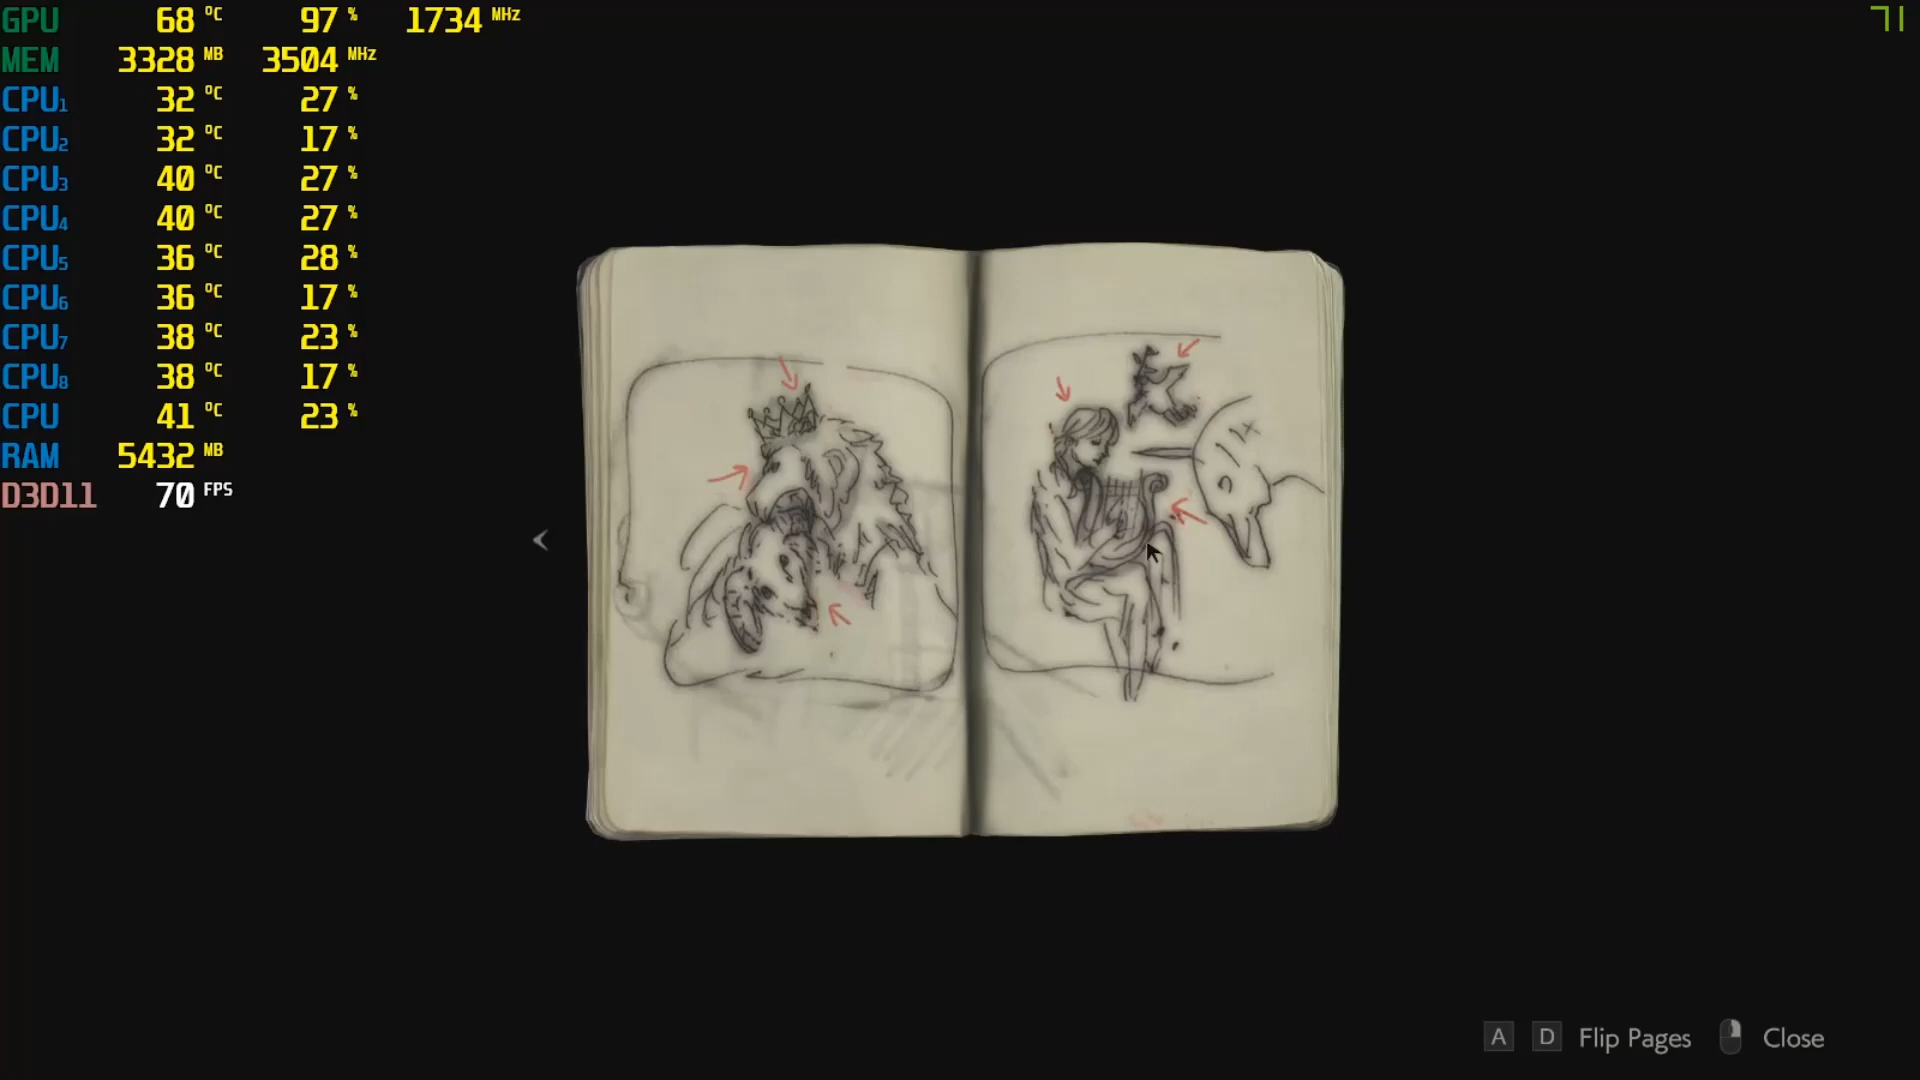 GPU 68 °C 97 % 1734 MHz
MEM 3328 MB 3504 MHz
CPU1 32 °C 27 %
CPU2 32 °C 17 %
CPU3 40 °C 27 %
CPU4 40 °C 27 %
CPU5 36 °C 28 %
CPU6 36 °C 17 %
CPU7 38 °C 23 %
CPU8 38 °C 17 %
CPU 41 °C 23 %
RAM 5432 MB
D3D11 70 FPS
71
A D Flip Pages Close